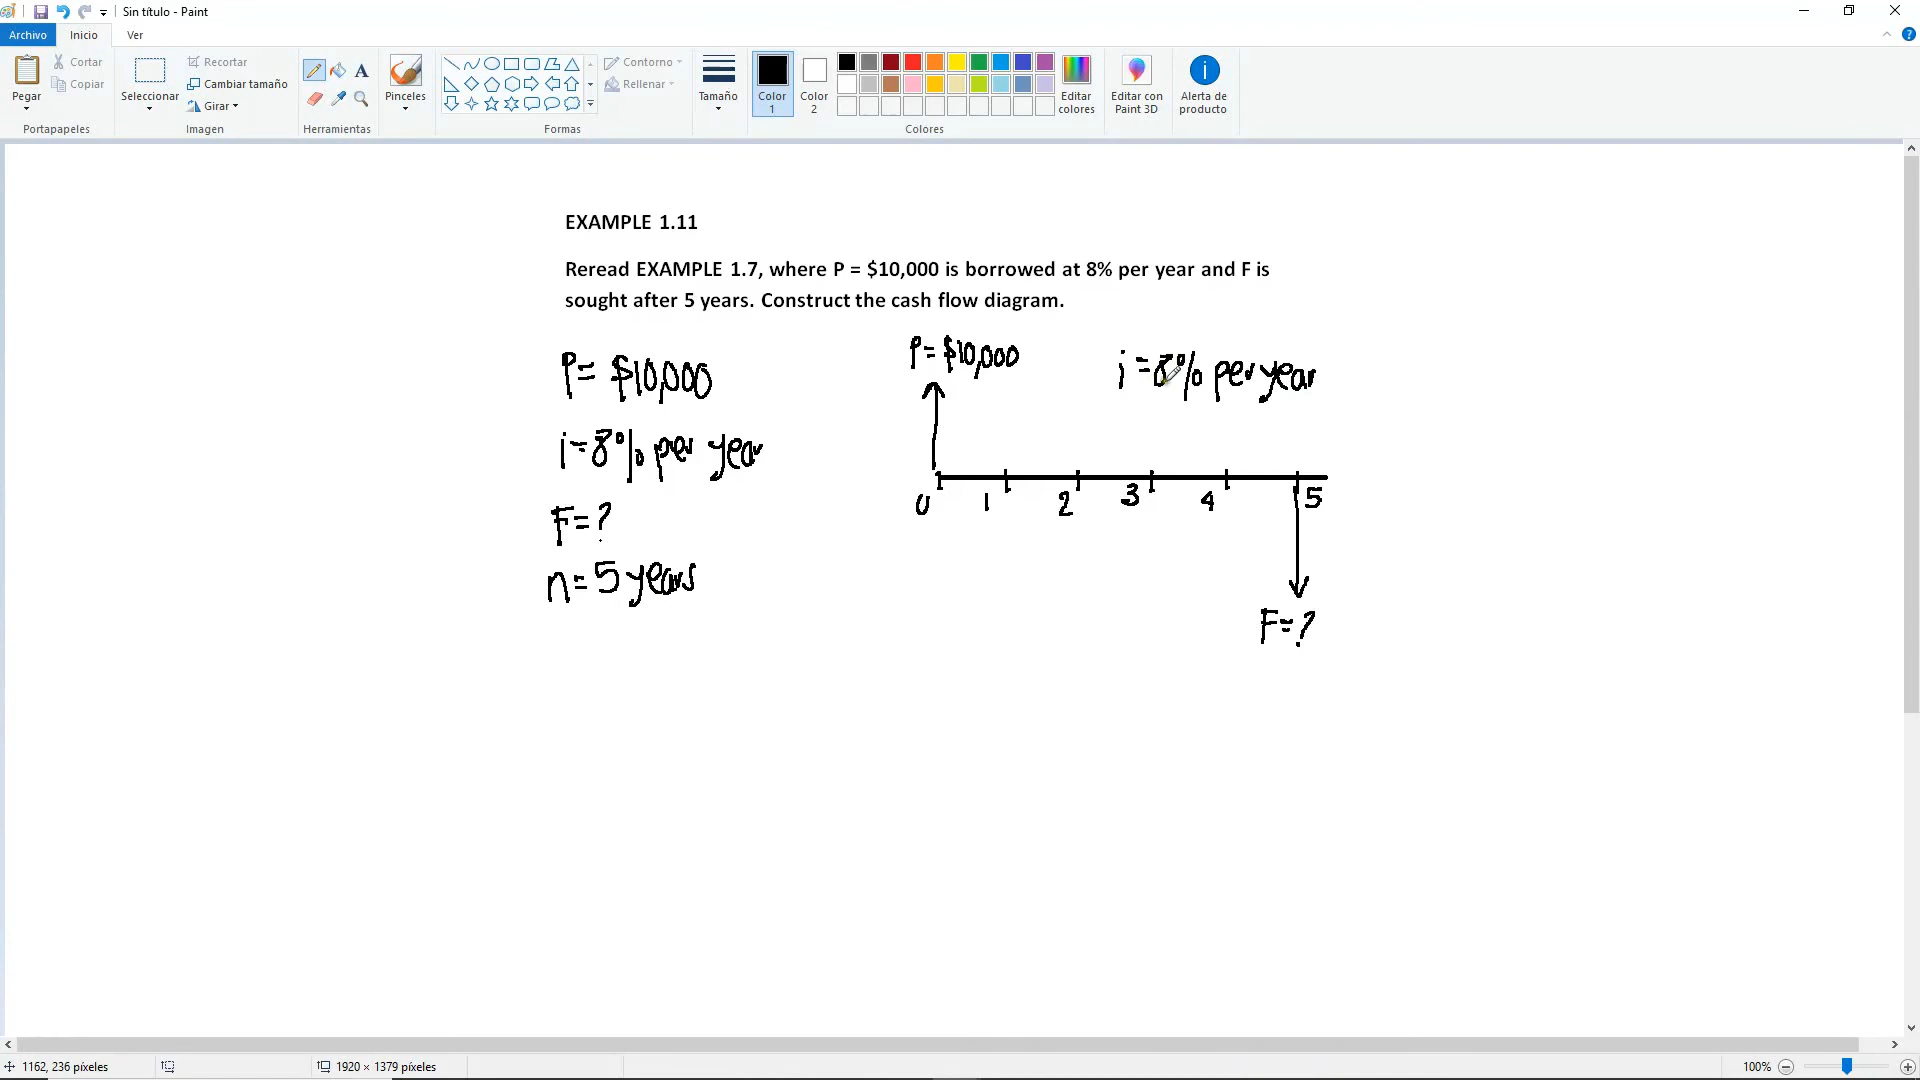 Sin título - Paint
Archivo Inicio Ver
Pegar
Cortar
Copiar
Portapapeles
Seleccionar
Recortar
Cambiar tamaño
Girar
Imagen
A
Herramientas
Pinceles
Contorno
Rellenar
Formas
Tamaño
Color 1
Color 2
Editar colores
Colores
Editar con Paint 3D
Alerta de producto
EXAMPLE 1.11
Reread EXAMPLE 1.7, where P = $10,000 is borrowed at 8% per year and F is
sought after 5 years. Construct the cash flow diagram.
P = $10,000
i = 8% per year
F = ?
n = 5 years
P = $10,000
i = 8% per year
0 1 2 3 4 5
F = ?
1162, 236 píxeles
1920 × 1379 píxeles
100%